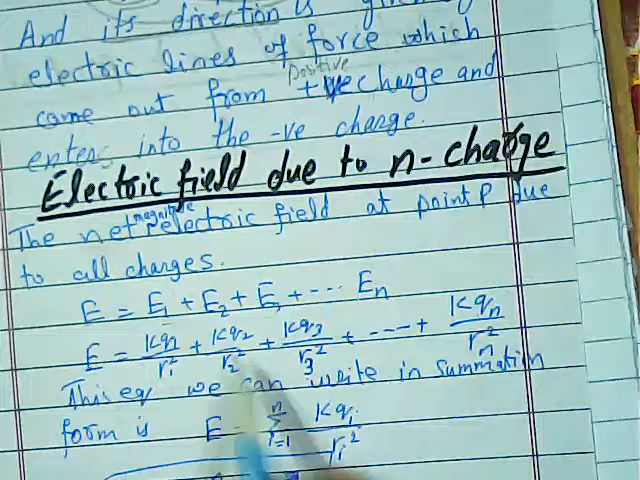 And its direction is given by
electric lines of force which
come out from +ve positive charge and
enters into the -ve charge.
Electric field due to n-charge
The net magnitude electric field at point P due
to all charges.
E = E₁ + E₂ + E₃ + ---- En
E = Kq₁/r₁² + Kq₂/r₂² + Kq₃/r₃² + ----+ Kqn/rn²
This eq we can write in summation
form is E = n∑i=1 Kqi/ri²